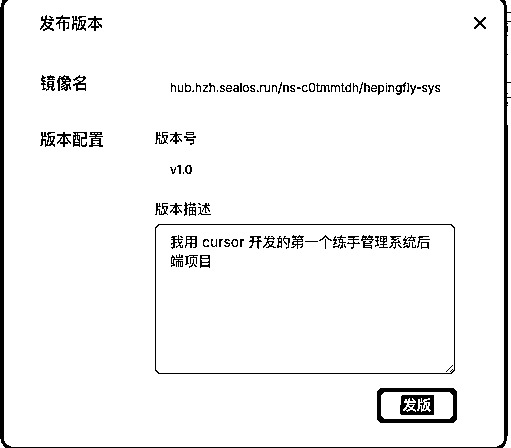 发布版本
镜像名
hub.hzh.sealos.run/ns-c0tmmtdh/hepingfly-sys
版本配置
版本号
v1.0
版本描述
我用 cursor 开发的第一个练手管理系统后
端项目
发版